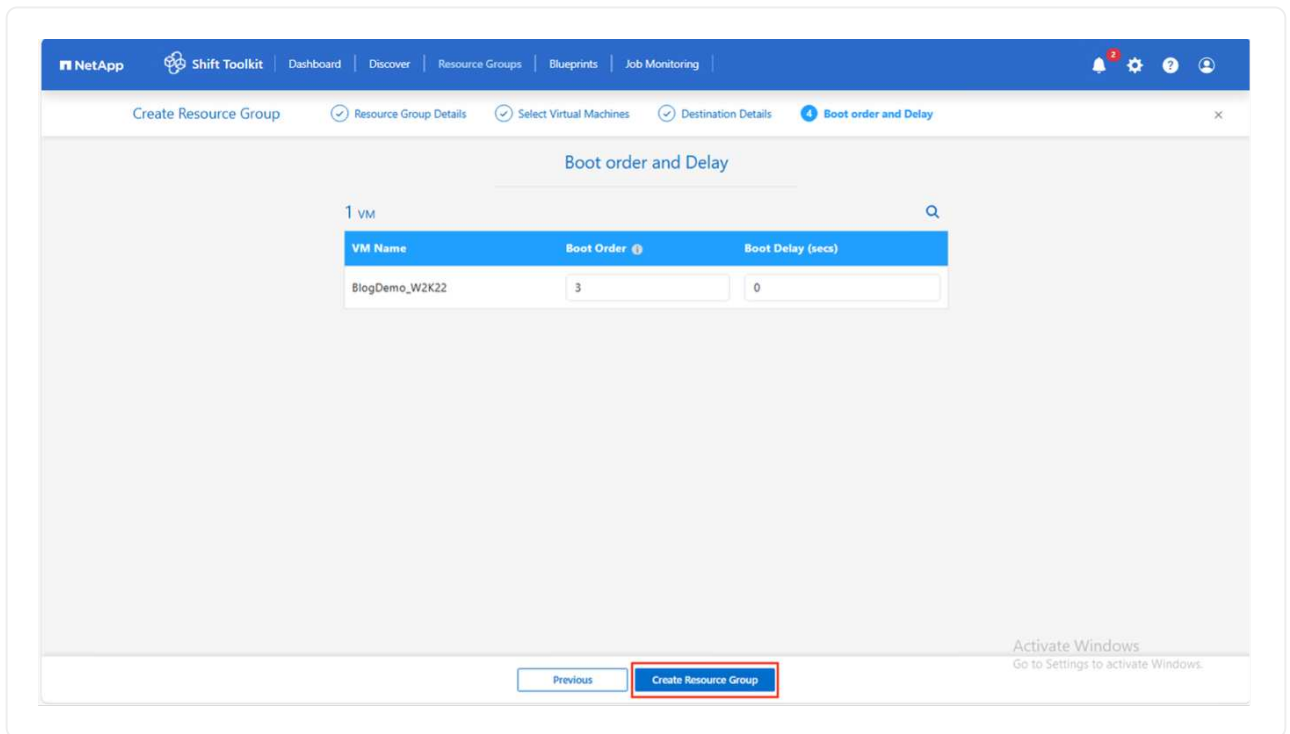 NetApp Shift Toolkit Dashboard Discover Resource Groups Blueprints Job Monitoring 2 ?
Create Resource Group Resource Group Details Select Virtual Machines Destination Details 4 Boot order and Delay ×
Boot order and Delay
1 VM
VM Name Boot Order i Boot Delay (secs)
BlogDemo_W2K22 3 0
Activate Windows
Go to Settings to activate Windows.
Previous Create Resource Group